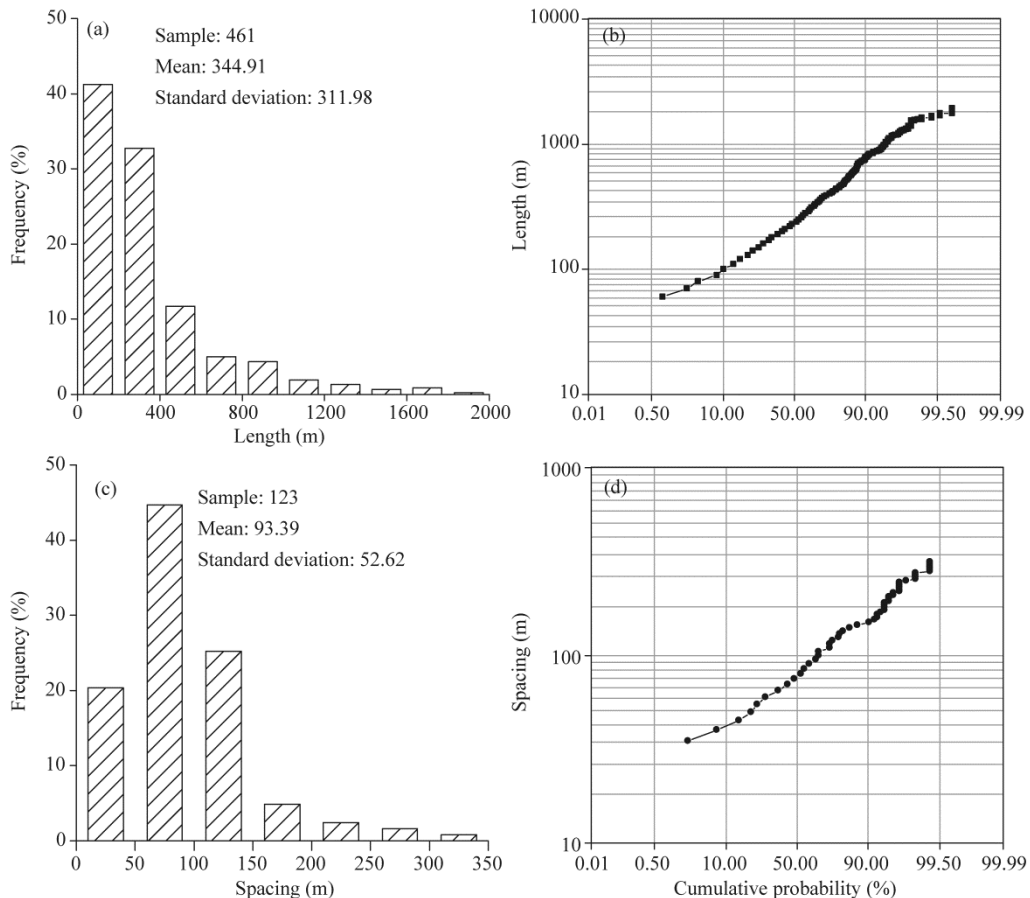 (a)
Sample: 461
Mean: 344.91
Standard deviation: 311.98
Frequency (%)
50
40
30
20
10
0
0 400 800 1200 1600 2000
Length (m)
(b)
Length (m)
10000
1000
100
10
0.01 0.50 10.00 50.00 90.00 99.50 99.99
(c)
Sample: 123
Mean: 93.39
Standard deviation: 52.62
Frequency (%)
50
40
30
20
10
0
0 50 100 150 200 250 300 350
Spacing (m)
(d)
Spacing (m)
1000
100
10
0.01 0.50 10.00 50.00 90.00 99.50 99.99
Cumulative probability (%)